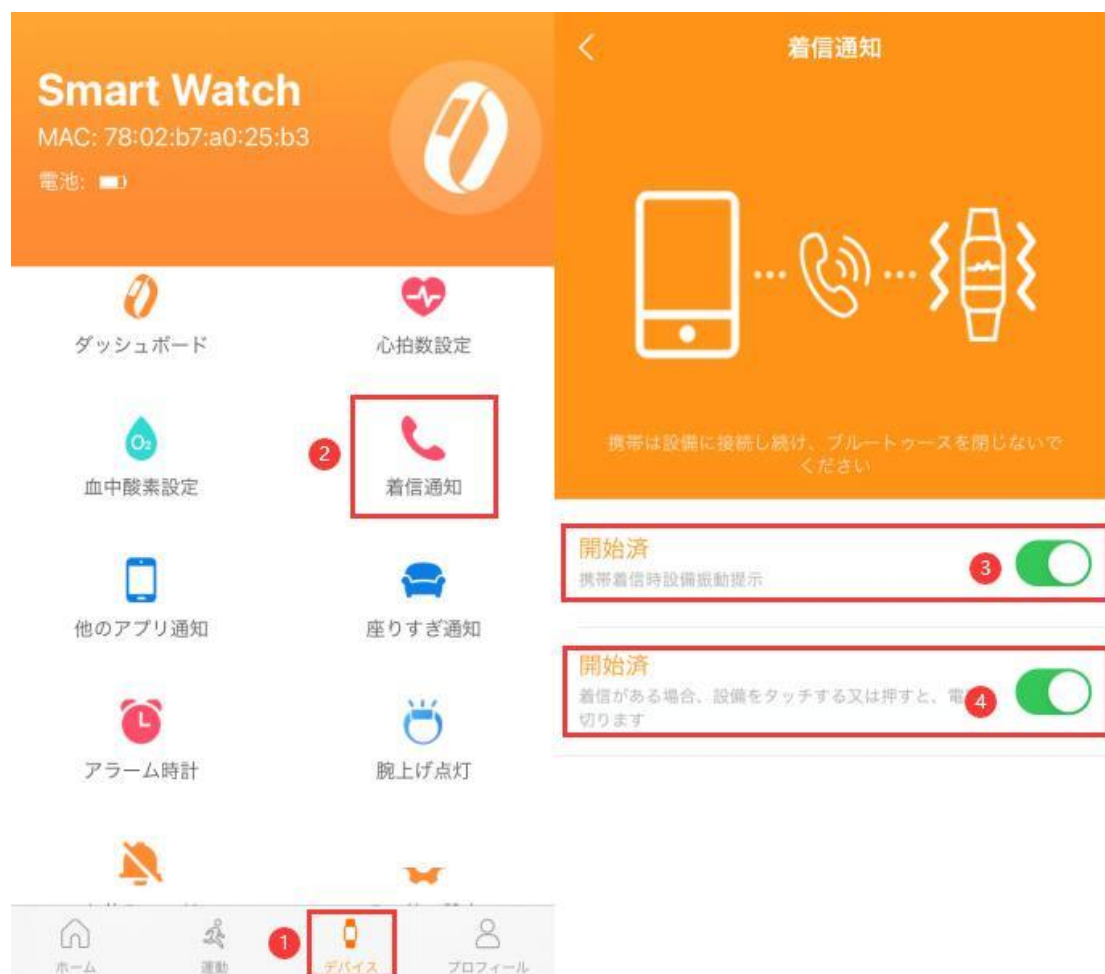 Smart Watch
MAC: 78:02:b7:a0:25:b3
電池:
ダッシュボード
心拍数設定
O₂
血中酸素設定
2
着信通知
他のアプリ通知
座りすぎ通知
アラーム時計
腕上げ点灯
ホーム
運動
1
デバイス
プロフィール
着信通知
携帯は設備に接続し続け、ブルートゥースを閉じないで
ください
開始済
携帯着信時設備振動提示
3
開始済
着信がある場合、設備をタッチする又は押すと、電
切ります
4